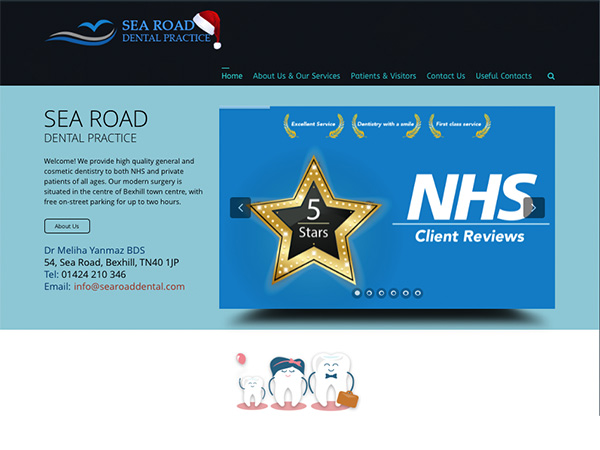 SEA ROAD
DENTAL PRACTICE
Home
About Us & Our Services
Patients & Visitors
Contact Us
Useful Contacts
SEA ROAD
DENTAL PRACTICE
Welcome! We provide high quality general and
cosmetic dentistry to both NHS and private
patients of all ages. Our modern surgery is
situated in the centre of Bexhill town centre, with
free on-street parking for up to two hours.
About Us
Dr Meliha Yanmaz BDS
54, Sea Road, Bexhill, TN40 1JP
Tel: 01424 210 346
Email: info@searoaddental.com
Excellent Service
Dentistry with a smile
First class service
5
Stars
NHS
Client Reviews